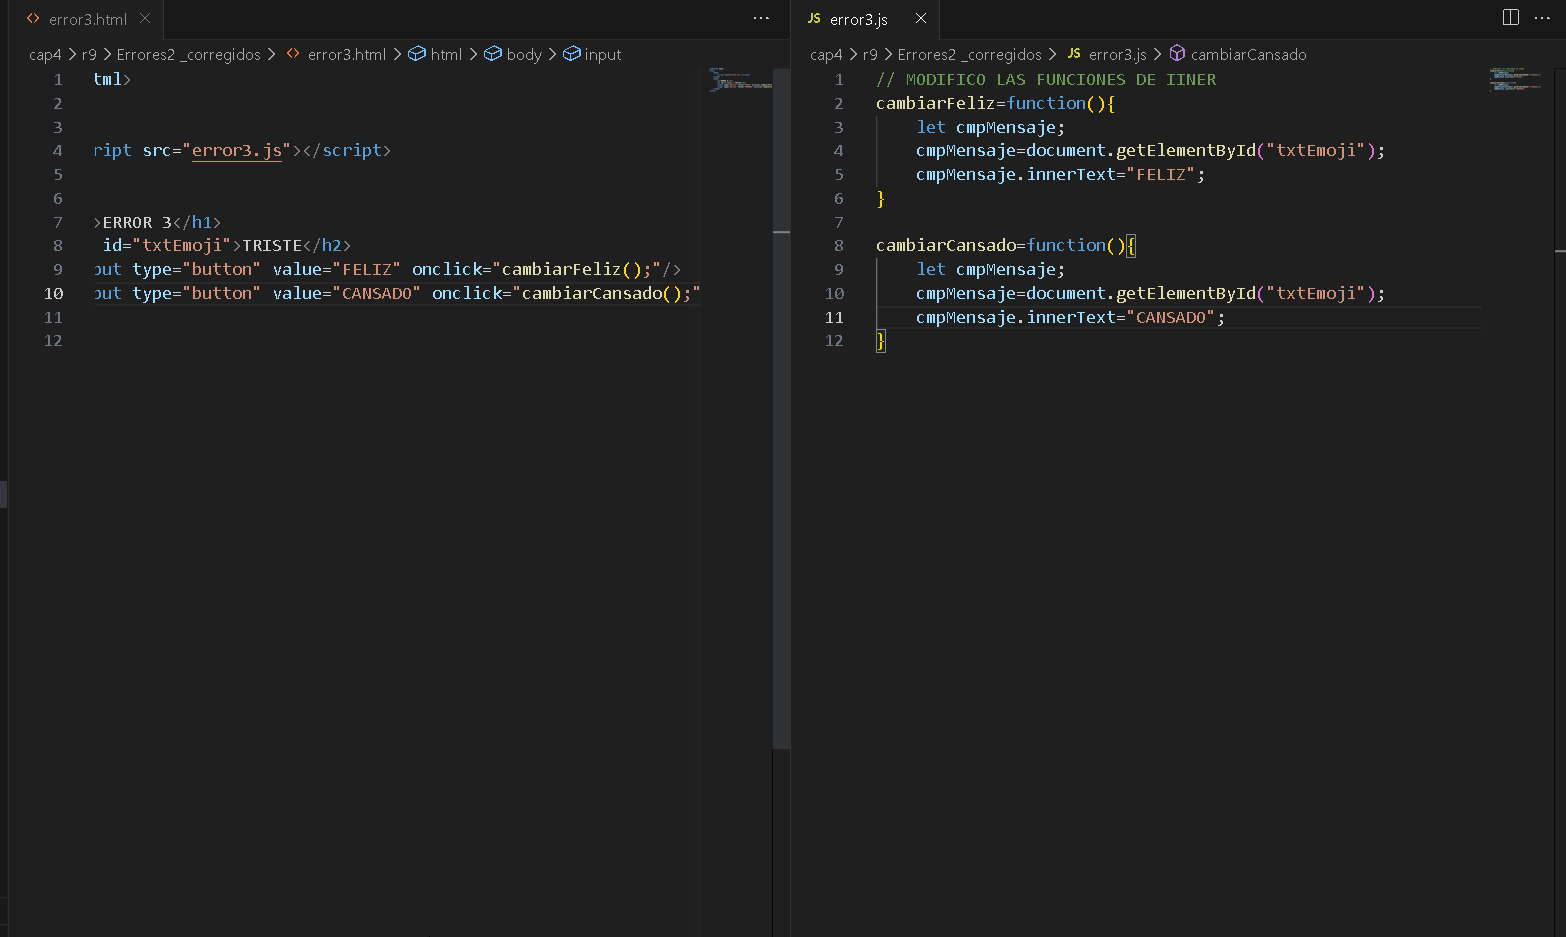 error3.html
cap4 > r9 > Errores2 _corregidos > error3.html > html > body > input
1 tml>
2
3
4 ript src="error3.js"></script>
5
6
7 >ERROR 3</h1>
8 id="txtEmoji">TRISTE</h2>
9 put type="button" value="FELIZ" onclick="cambiarFeliz();"/>
10 put type="button" value="CANSADO" onclick="cambiarCansado();"
11
12
JS error3.js
cap4 > r9 > Errores2 _corregidos > JS error3.js > cambiarCansado
1 // MODIFICO LAS FUNCIONES DE IINER
2 cambiarFeliz=function(){
3 let cmpMensaje;
4 cmpMensaje=document.getElementById("txtEmoji");
5 cmpMensaje.innerText="FELIZ";
6 }
7
8 cambiarCansado=function(){
9 let cmpMensaje;
10 cmpMensaje=document.getElementById("txtEmoji");
11 cmpMensaje.innerText="CANSADO";
12 }